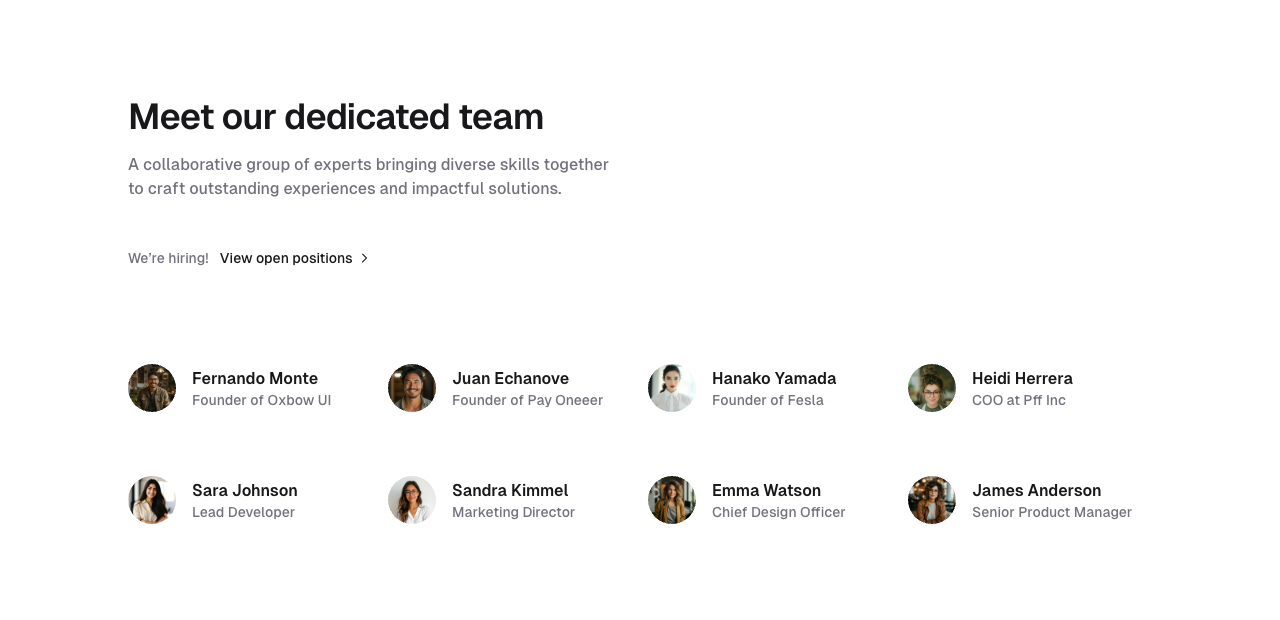 Meet our dedicated team
A collaborative group of experts bringing diverse skills together
to craft outstanding experiences and impactful solutions.
We're hiring! View open positions
Fernando Monte
Founder of Oxbow UI
Juan Echanove
Founder of Pay Oneeer
Hanako Yamada
Founder of Fesla
Heidi Herrera
COO at Pff Inc
Sara Johnson
Lead Developer
Sandra Kimmel
Marketing Director
Emma Watson
Chief Design Officer
James Anderson
Senior Product Manager